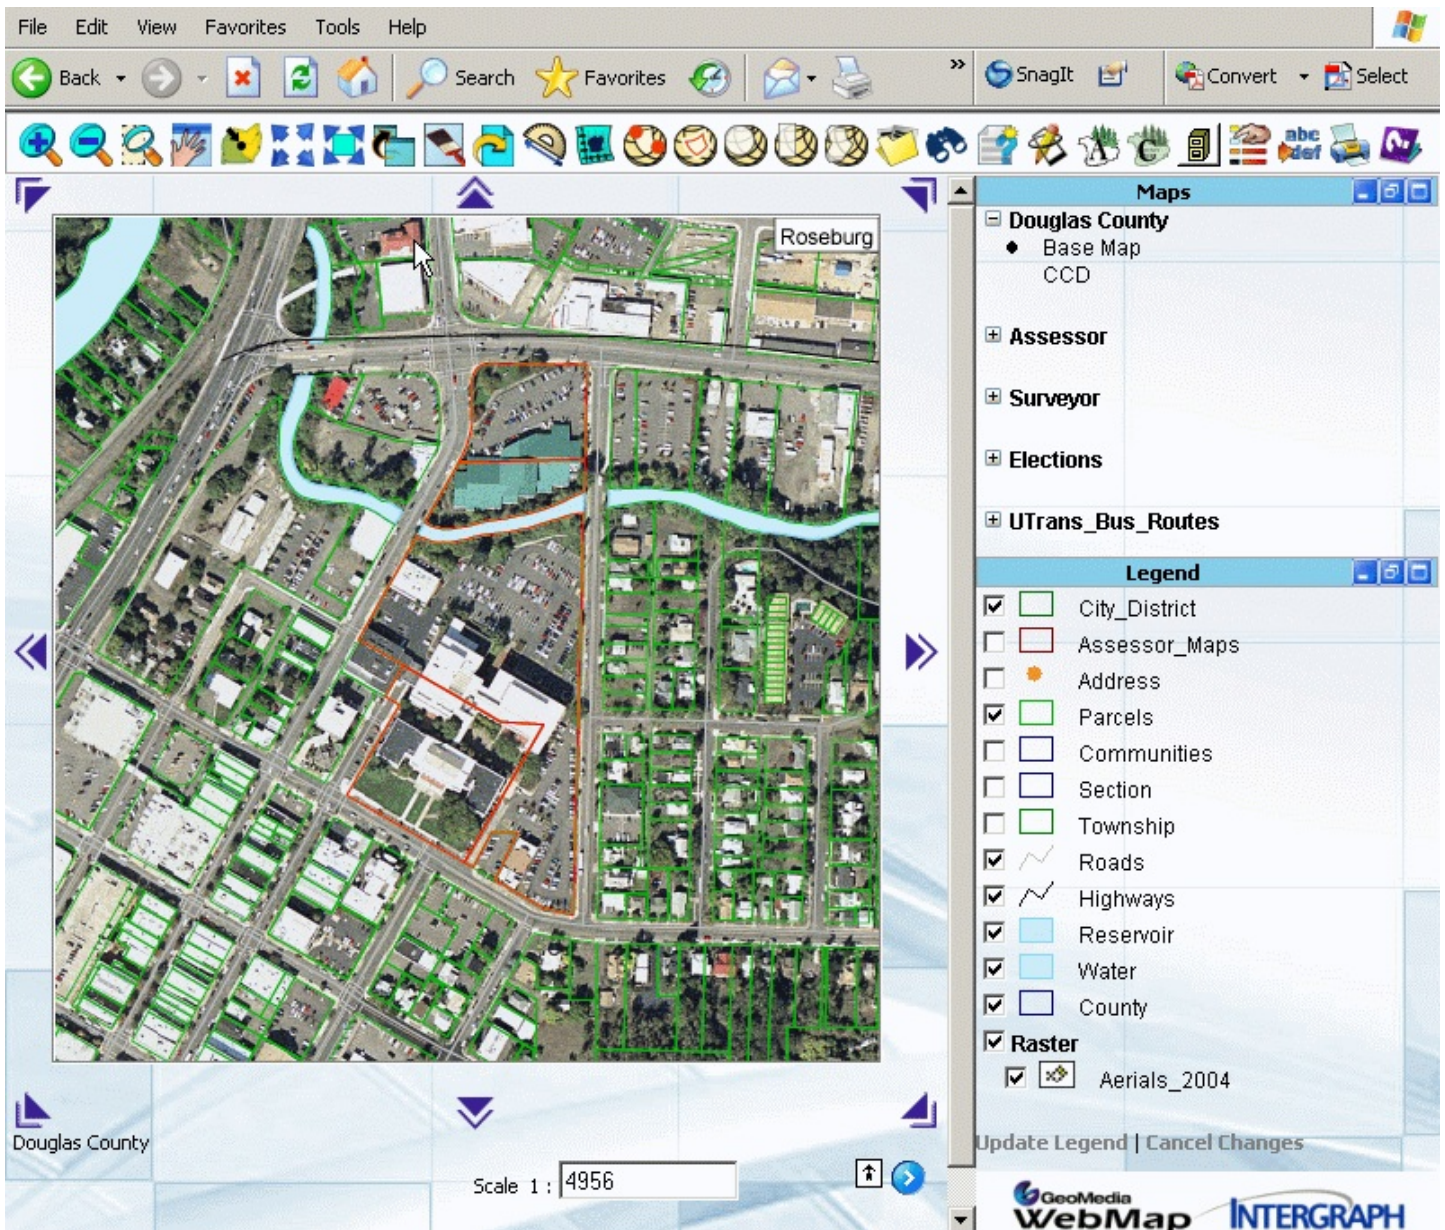 File Edit View Favorites Tools Help
Back Search Favorites » SnagIt Convert Select
A C abc def
Maps
Roseburg
Douglas County
Base Map
CCD
Assessor
Surveyor
Elections
UTrans_Bus_Routes
Legend
City_District
Assessor_Maps
Address
Parcels
Communities
Section
Township
Roads
Highways
Reservoir
Water
County
Raster
Aerials_2004
Douglas County
Update Legend | Cancel Changes
Scale 1 : 4956
GeoMedia
WebMap INTERGRAPH